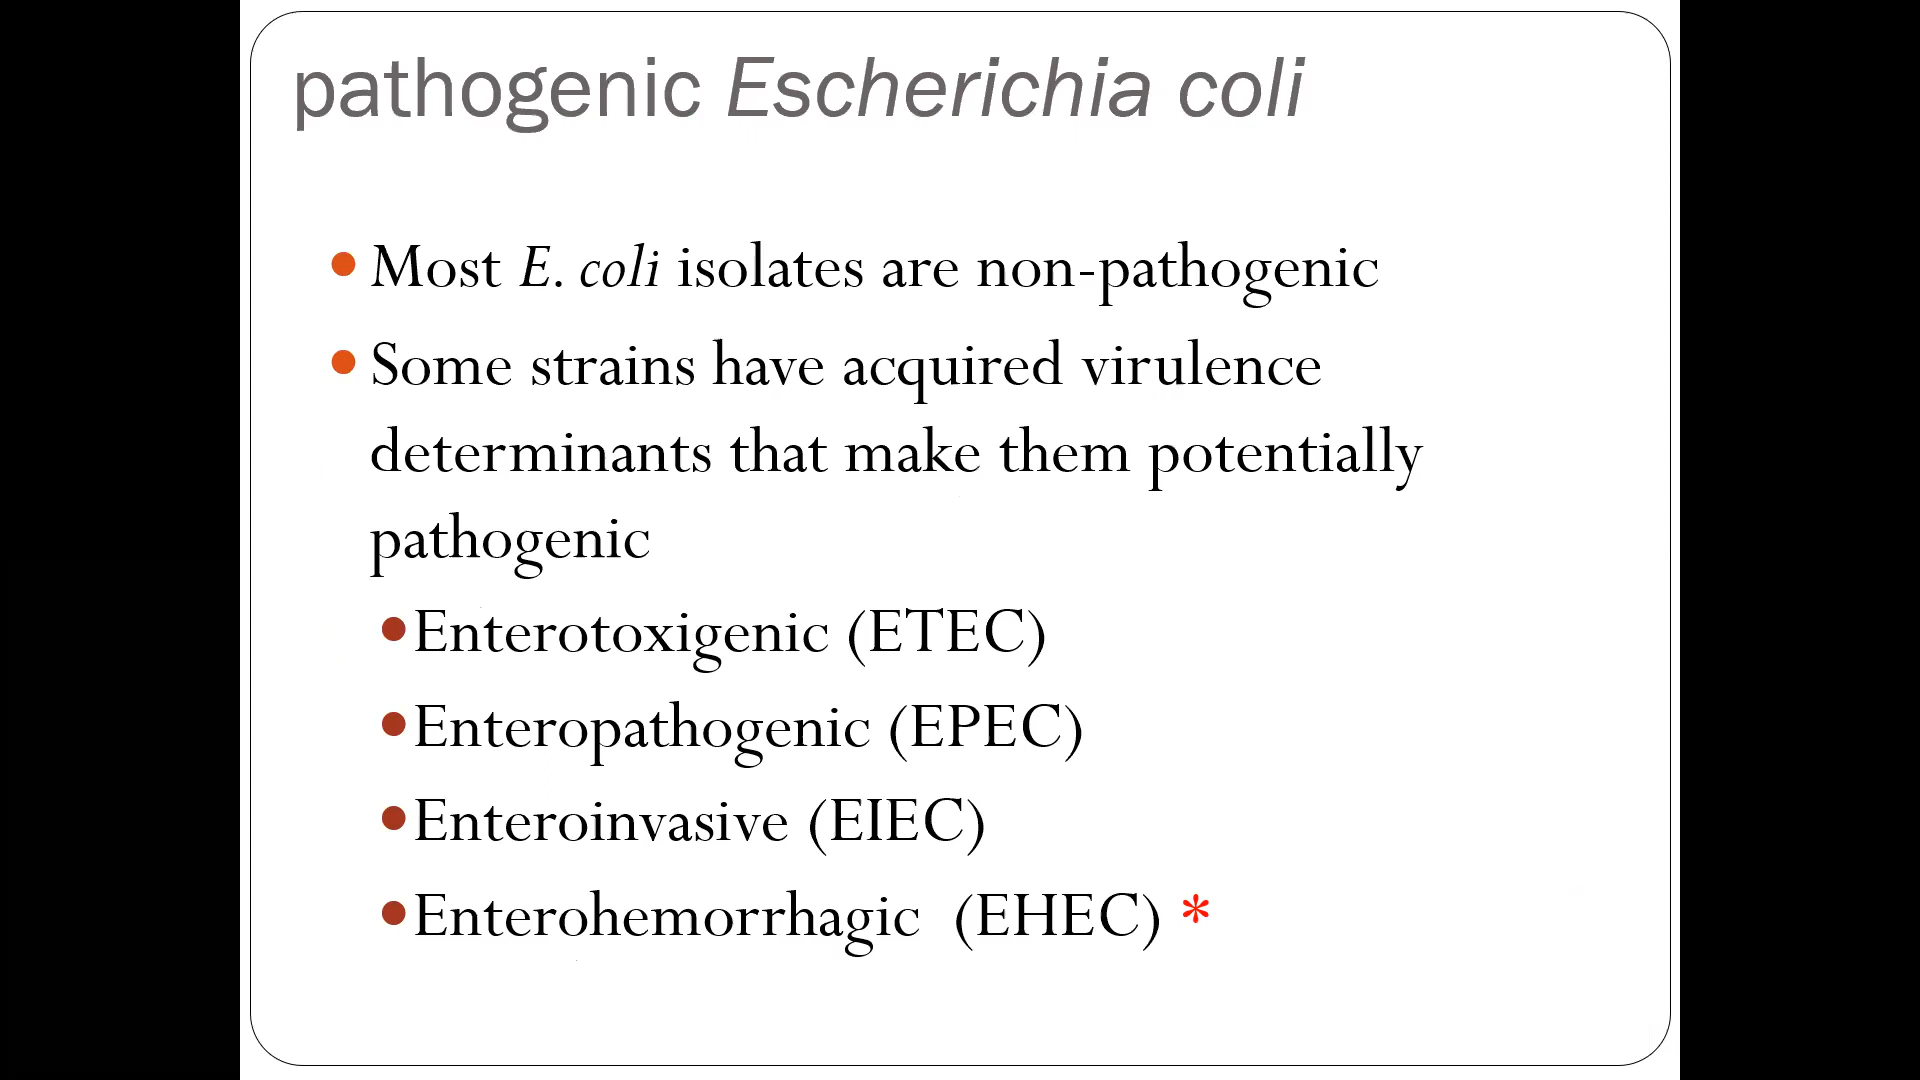 pathogenic Escherichia coli
• Most E. coli isolates are non-pathogenic
• Some strains have acquired virulence
determinants that make them potentially
pathogenic
• Enterotoxigenic (ETEC)
• Enteropathogenic (EPEC)
• Enteroinvasive (EIEC)
• Enterohemorrhagic (EHEC) *